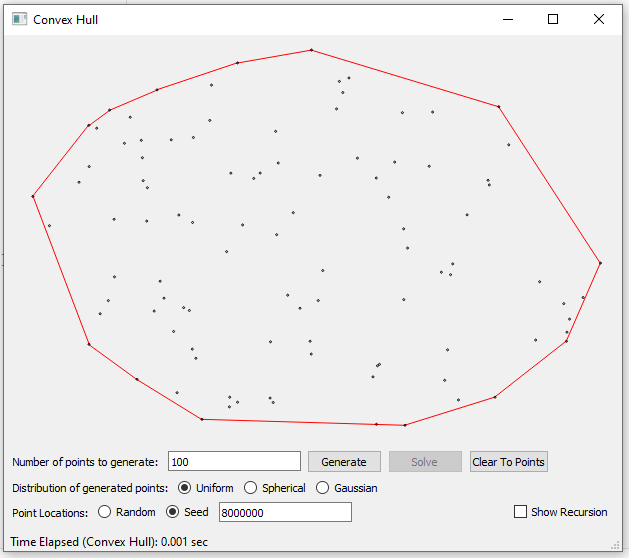 Convex Hull
Number of points to generate: 100 Generate Solve Clear To Points
Distribution of generated points: Uniform Spherical Gaussian
Point Locations: Random Seed 8000000 Show Recursion
Time Elapsed (Convex Hull): 0.001 sec